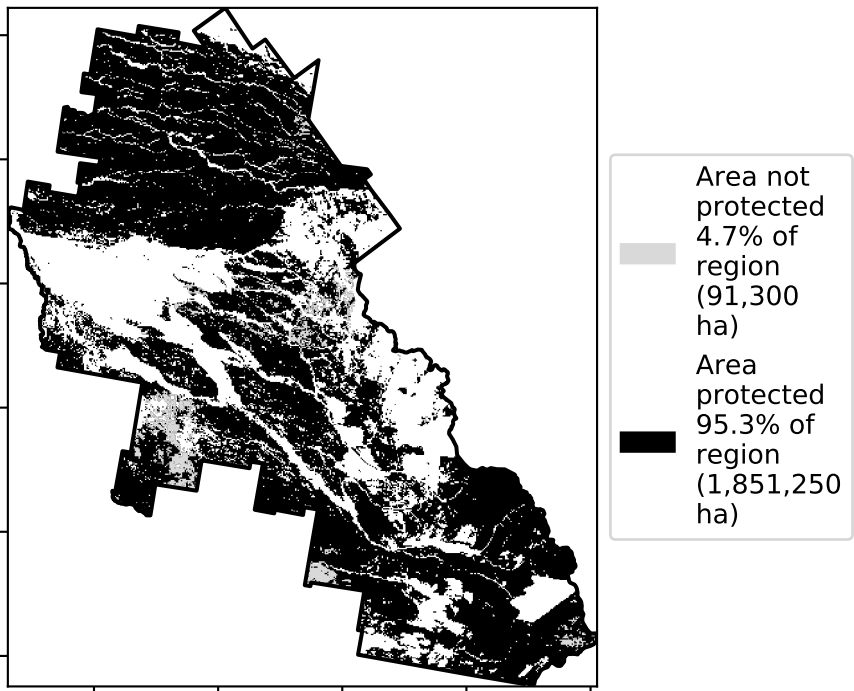 Area not
protected
4.7% of
region
(91,300
ha)
Area
protected
95.3% of
region
(1,851,250
ha)